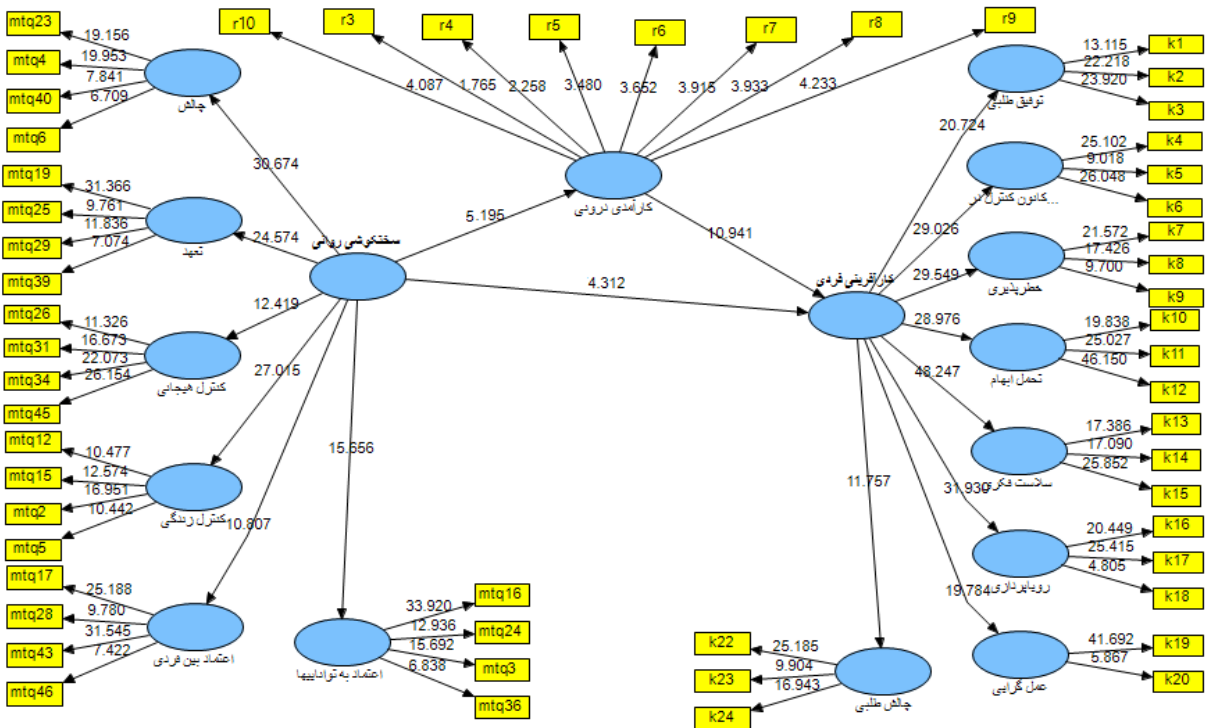 mtq23
19.156
mtq4
19.953
mtq40
7.841
mtq6
6.709
چالش
30.674
mtq19
31.366
mtq25
9.761
mtq29
11.836
mtq39
7.074
تعهد
24.574
mtq26
11.326
mtq31
16.673
mtq34
22.073
mtq45
26.154
کنترل هیجانی
12.419
mtq12
10.477
mtq15
12.574
mtq2
16.951
mtq5
10.442
کنترل زندگی
27.015
mtq17
25.188
mtq28
9.780
mtq43
31.545
mtq46
7.422
اعتماد بین فردی
10.807
mtq16
33.920
mtq24
12.936
mtq3
15.692
mtq36
6.838
اعتماد به تواناییها
15.656
سختکوشی روانی
5.195
4.312
r10
4.087
r3
1.765
r4
2.258
r5
3.480
r6
3.652
r7
3.915
r8
3.933
r9
4.233
کارآمدی درونی
10.941
کارآفرینی فردی
k1
13.115
k2
22.218
k3
23.920
توفیق طلبی
20.724
k4
25.102
k5
9.018
k6
26.048
کانون کنترل در...
29.026
k7
21.572
k8
17.426
k9
9.700
خطرپذیری
29.549
k10
19.838
k11
25.027
k12
46.150
تحمل ابهام
28.976
k13
17.386
k14
17.090
k15
25.852
سلاست فکری
48.247
k16
20.449
k17
25.415
k18
4.805
رویاپردازی
31.930
k19
41.692
k20
5.867
عمل گرایی
19.784
k22
25.185
k23
9.904
k24
16.943
چالش طلبی
11.757